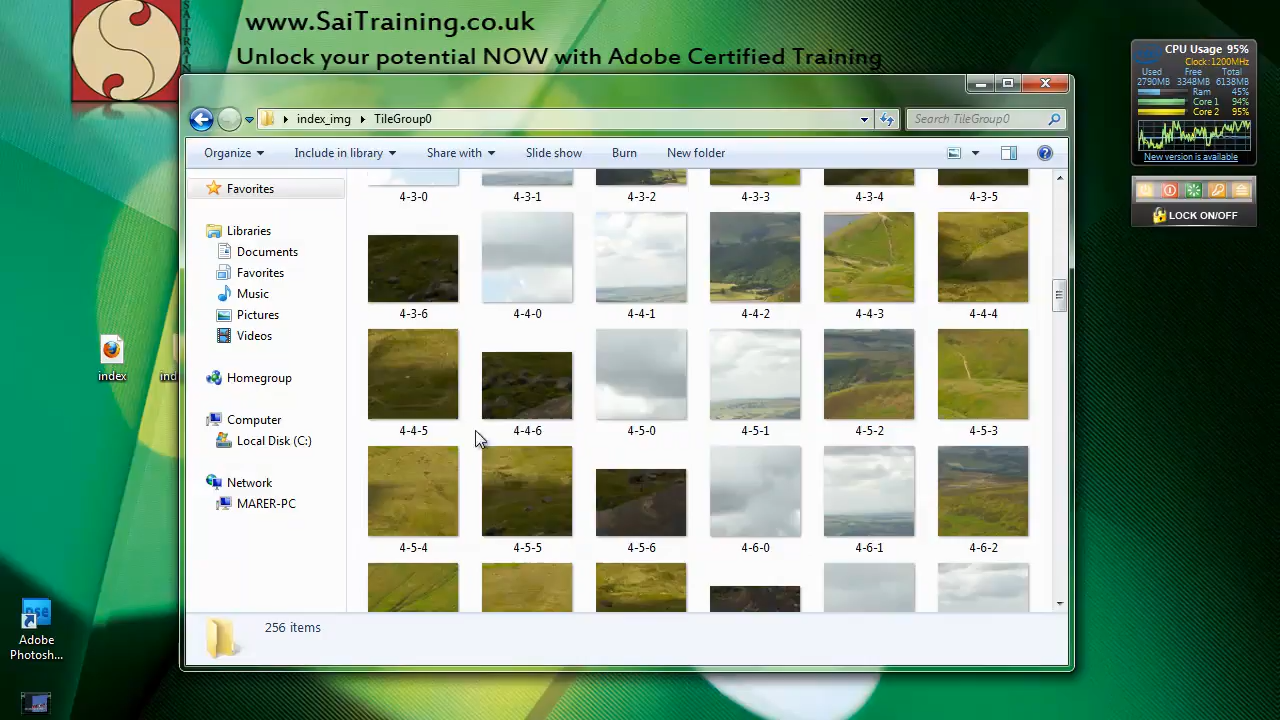 www.SaiTraining.co.uk
Unlock your potential NOW with Adobe Certified Training
CPU Usage 95%
Clock:1200MHz
Used Free Total
2790MB 3348MB 6138MB
Ram 45%
Core 1 94%
Core 2 95%
New version is available
LOCK ON/OFF
index_img TileGroup0
Search TileGroup0
Organize Include in library Share with Slide show Burn New folder
Favorites
Libraries
Documents
Favorites
Music
Pictures
Videos
Homegroup
Computer
Local Disk (C:)
Network
MARER-PC
4-3-0 4-3-1 4-3-2 4-3-3 4-3-4 4-3-5
4-3-6 4-4-0 4-4-1 4-4-2 4-4-3 4-4-4
4-4-5 4-4-6 4-5-0 4-5-1 4-5-2 4-5-3
4-5-4 4-5-5 4-5-6 4-6-0 4-6-1 4-6-2
256 items
index
ind
pse
Adobe
Photosh...